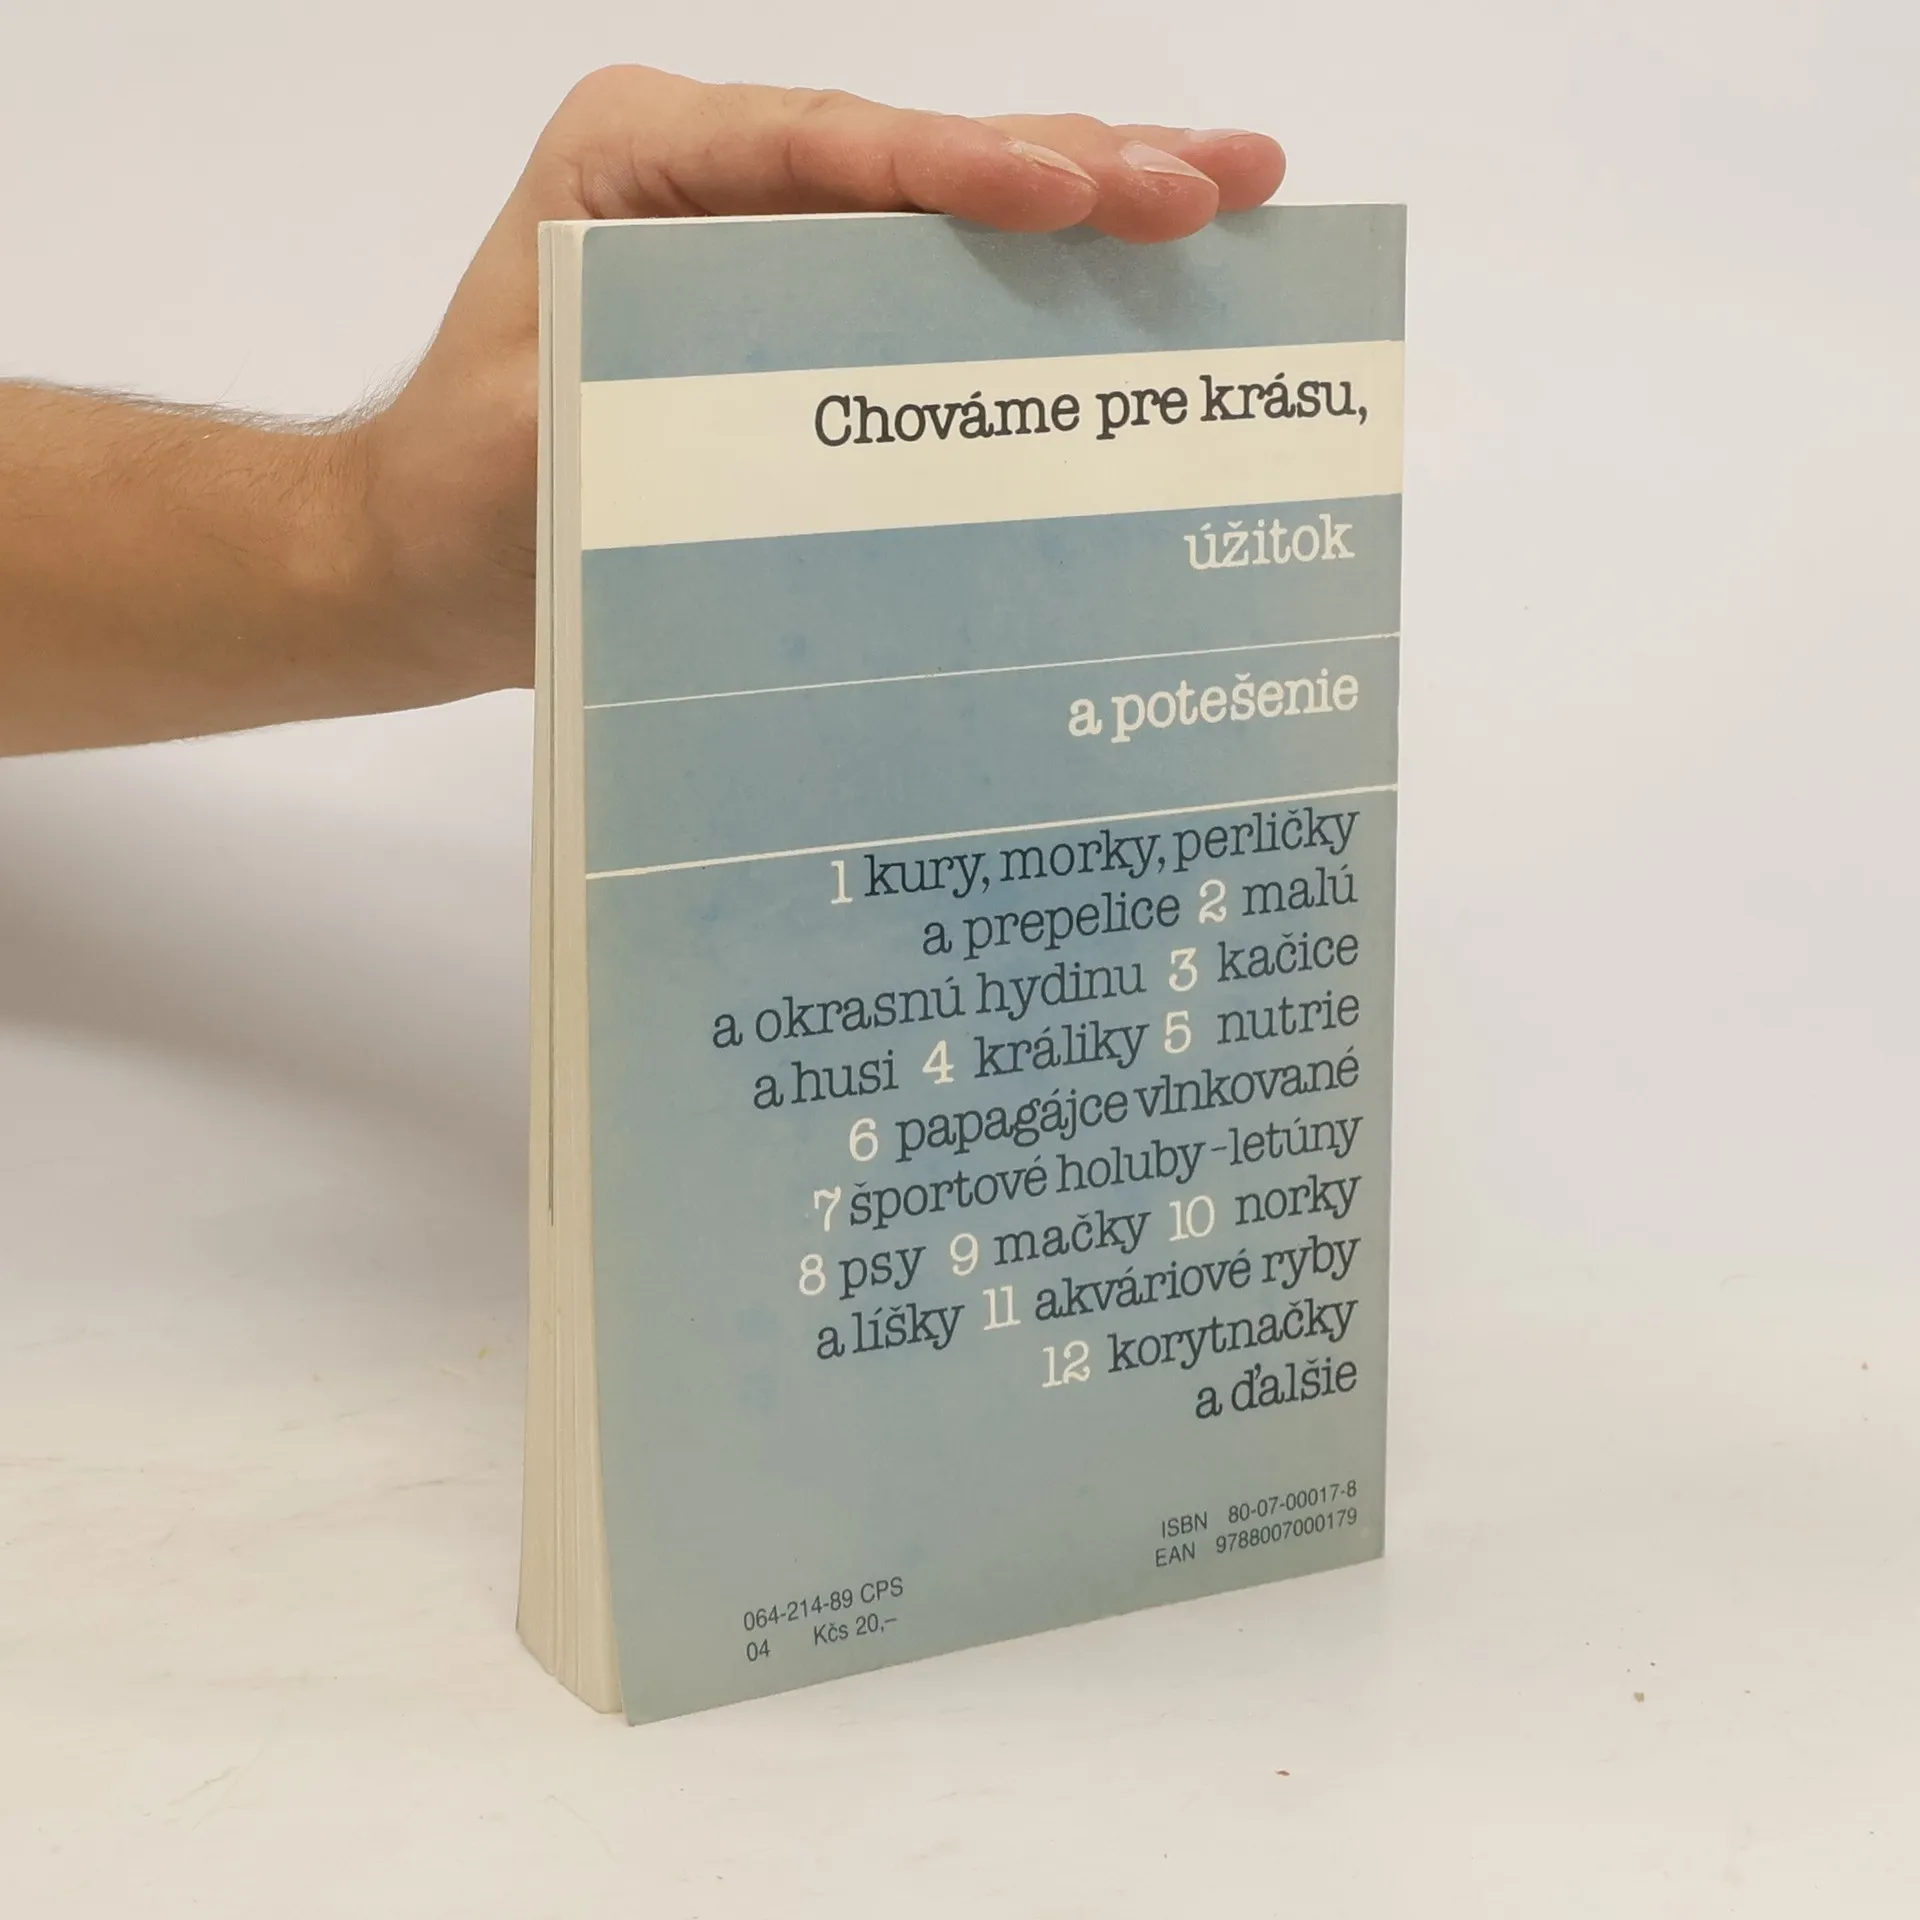 Chováme pre krásu,
úžitok
a potešenie
1 kury, morky, perličky
a prepelice 2 malú
a okrasnú hydinu 3 kačice
a husi 4 králiky 5 nutrie
6 papagájce vlnkované
7 športové holuby-letúny
8 psy 9 mačky 10 norky
a líšky 11 akváriové ryby
12 korytnačky
a ďalšie
ISBN 80-07-00017-8
EAN 9788007000179
064-214-89 CPS
04 Kčs 20,–